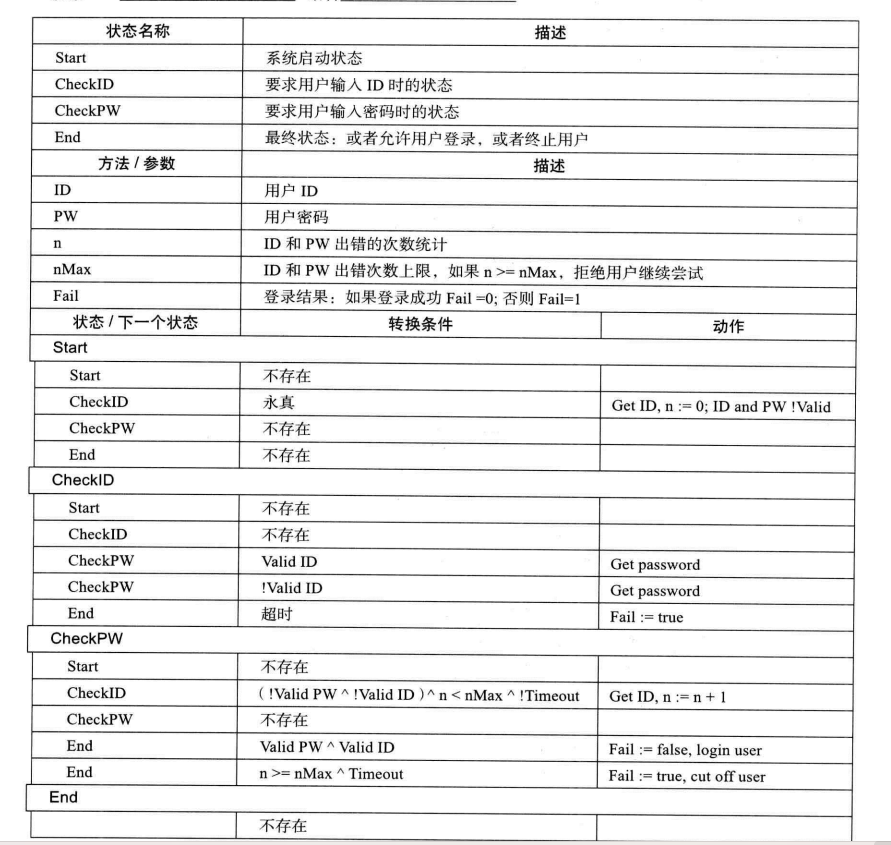 状态名称 描述
Start 系统启动状态
CheckID 要求用户输入 ID 时的状态
CheckPW 要求用户输入密码时的状态
End 最终状态：或者允许用户登录，或者终止用户
方法 / 参数 描述
ID 用户 ID
PW 用户密码
n ID 和 PW 出错的次数统计
nMax ID 和 PW 出错次数上限，如果 n >= nMax，拒绝用户继续尝试
Fail 登录结果：如果登录成功 Fail =0; 否则 Fail=1
状态 / 下一个状态 转换条件 动作
Start
Start 不存在
CheckID 永真 Get ID, n := 0; ID and PW !Valid
CheckPW 不存在
End 不存在
CheckID
Start 不存在
CheckID 不存在
CheckPW Valid ID Get password
CheckPW !Valid ID Get password
End 超时 Fail := true
CheckPW
Start 不存在
CheckID ( !Valid PW ^ !Valid ID ) ^ n < nMax ^ !Timeout Get ID, n := n + 1
CheckPW 不存在
End Valid PW ^ Valid ID Fail := false, login user
End n >= nMax ^ Timeout Fail := true, cut off user
End
不存在